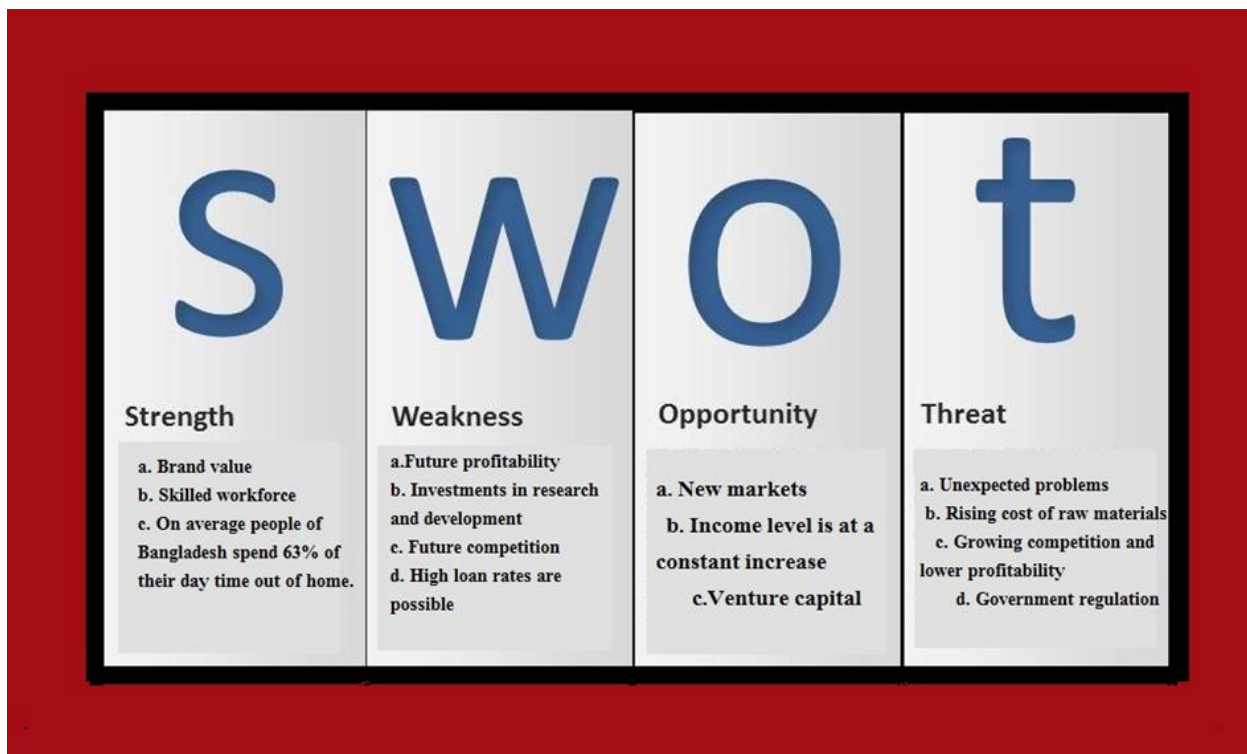 s
w
o
t
Strength
a. Brand value
b. Skilled workforce
c. On average people of
Bangladesh spend 63% of
their day time out of home.
Weakness
a.Future profitability
b. Investments in research
and development
c. Future competition
d. High loan rates are
possible
Opportunity
a. New markets
b. Income level is at a
constant increase
c.Venture capital
Threat
a. Unexpected problems
b. Rising cost of raw materials
c. Growing competition and
lower profitability
d. Government regulation